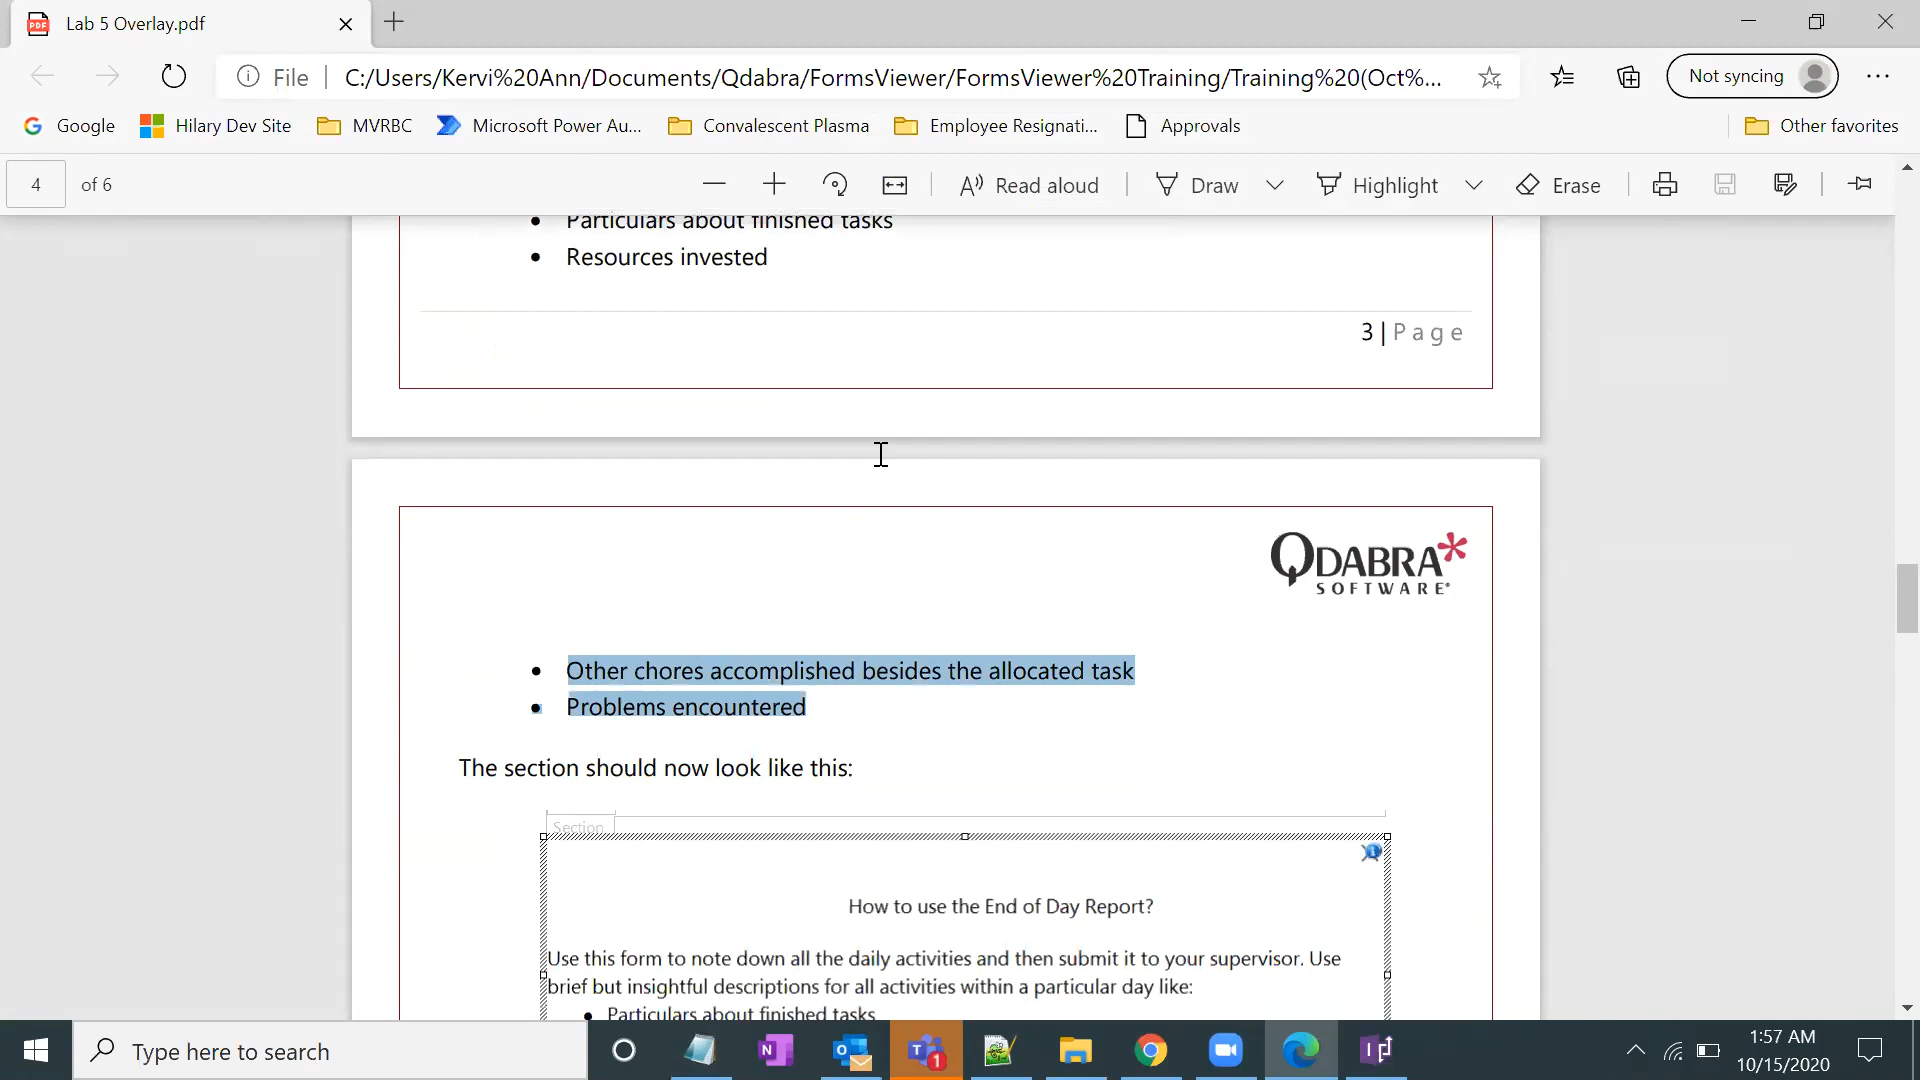 Lab 5 Overlay.pdf
File
C:/Users/Kervi%20Ann/Documents/Qdabra/FormsViewer/FormsViewer%20Training/Training%20(Oct%...
Not syncing
Google
Hilary Dev Site
MVRBC
Microsoft Power Au...
Convalescent Plasma
Employee Resignati...
Approvals
Other favorites
4 of 6
Read aloud
Draw
Highlight
Erase
• Particulars about finished tasks
• Resources invested
3 | Page
QDABRA
SOFTWARE
• Other chores accomplished besides the allocated task
• Problems encountered
The section should now look like this:
Section
How to use the End of Day Report?
Use this form to note down all the daily activities and then submit it to your supervisor. Use
brief but insightful descriptions for all activities within a particular day like:
• Particulars about finished tasks
Type here to search
1:57 AM
10/15/2020